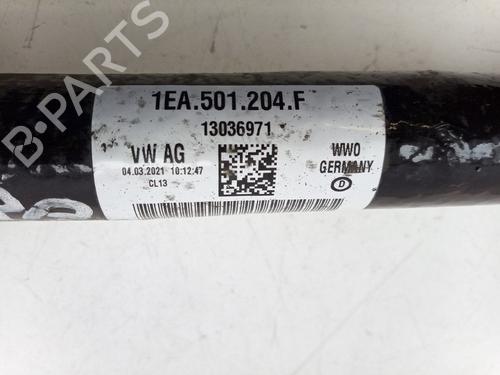 1EA.501.204.F
13036971
VW AG
04.03.2021 10:12:47
CL13
WWO
GERMANY
D
B-PARTS